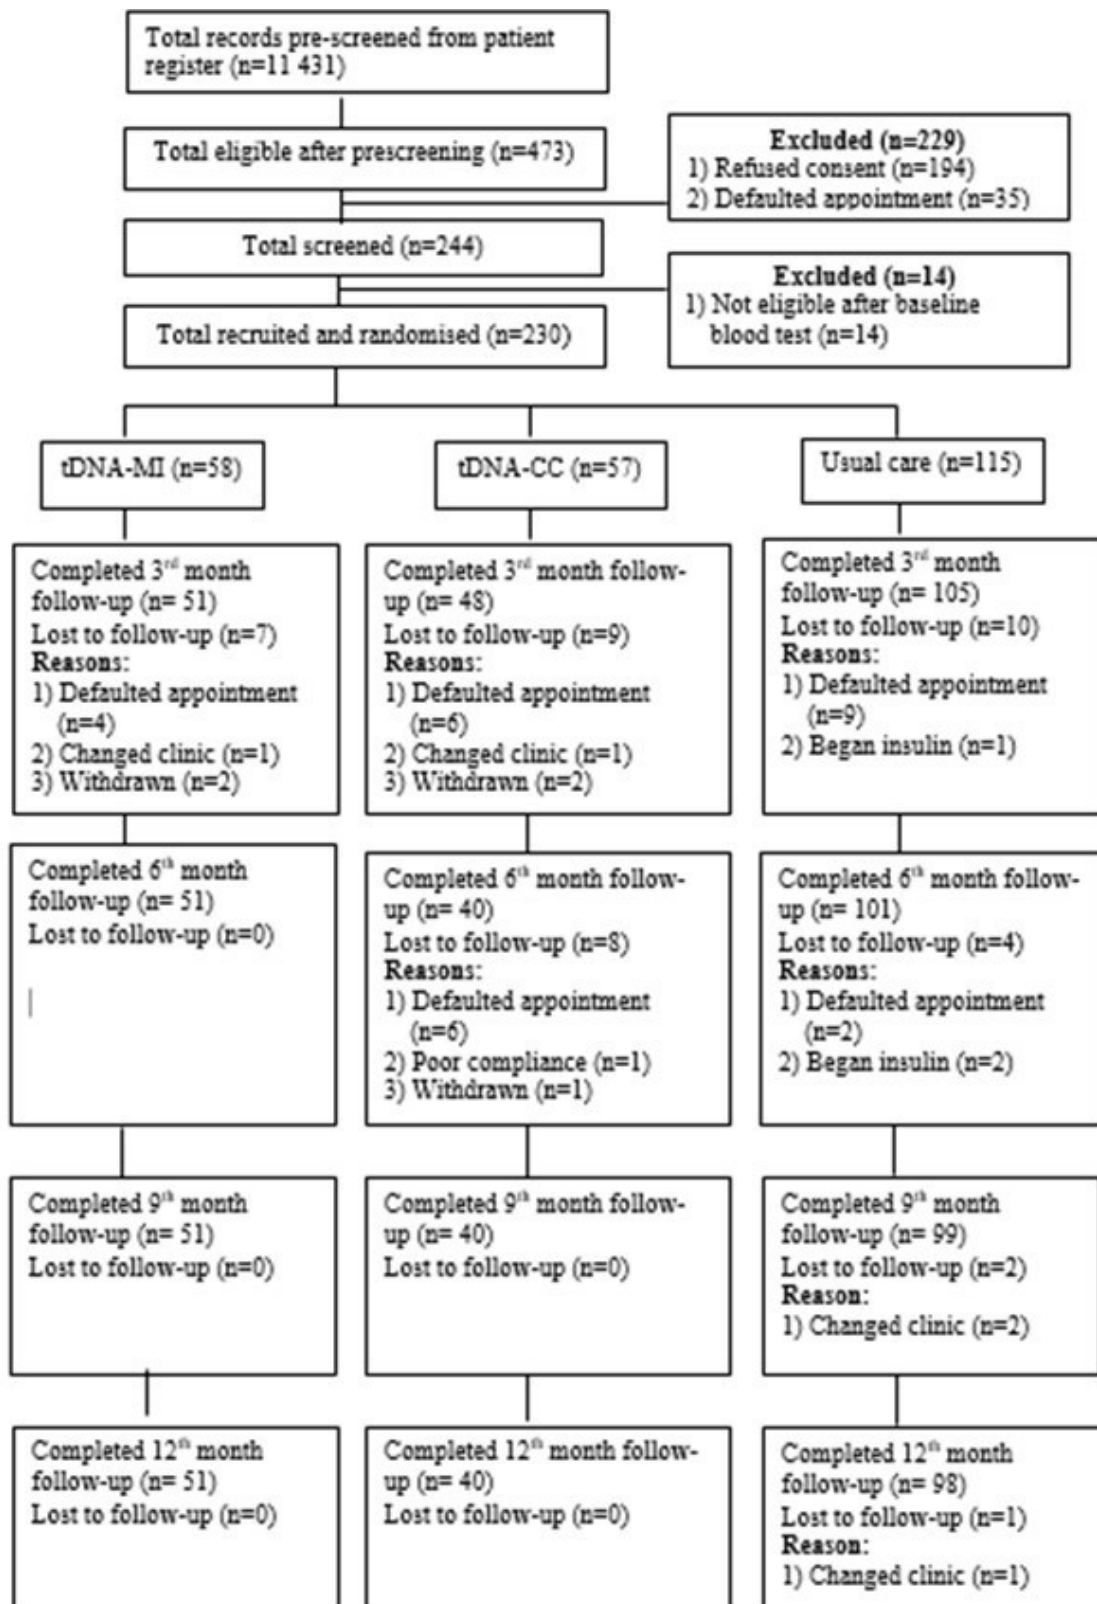 Total records pre-screened from patient
register (n=11 431)
Total eligible after prescreening (n=473)
Excluded (n=229)
1) Refused consent (n=194)
2) Defaulted appointment (n=35)
Total screened (n=244)
Excluded (n=14)
1) Not eligible after baseline
blood test (n=14)
Total recruited and randomised (n=230)
tDNA-MI (n=58)
tDNA-CC (n=57)
Usual care (n=115)
Completed 3rd month
follow-up (n= 51)
Lost to follow-up (n=7)
Reasons:
1) Defaulted appointment
(n=4)
2) Changed clinic (n=1)
3) Withdrawn (n=2)
Completed 3rd month follow-
up (n= 48)
Lost to follow-up (n=9)
Reasons:
1) Defaulted appointment
(n=6)
2) Changed clinic (n=1)
3) Withdrawn (n=2)
Completed 3rd month
follow-up (n= 105)
Lost to follow-up (n=10)
Reasons:
1) Defaulted appointment
(n=9)
2) Began insulin (n=1)
Completed 6th month
follow-up (n= 51)
Lost to follow-up (n=0)
Completed 6th month follow-
up (n= 40)
Lost to follow-up (n=8)
Reasons:
1) Defaulted appointment
(n=6)
2) Poor compliance (n=1)
3) Withdrawn (n=1)
Completed 6th month follow-
up (n= 101)
Lost to follow-up (n=4)
Reasons:
1) Defaulted appointment
(n=2)
2) Began insulin (n=2)
Completed 9th month
follow-up (n= 51)
Lost to follow-up (n=0)
Completed 9th month follow-
up (n= 40)
Lost to follow-up (n=0)
Completed 9th month
follow-up (n= 99)
Lost to follow-up (n=2)
Reason:
1) Changed clinic (n=2)
Completed 12th month
follow-up (n= 51)
Lost to follow-up (n=0)
Completed 12th month follow-
up (n= 40)
Lost to follow-up (n=0)
Completed 12th month
follow-up (n= 98)
Lost to follow-up (n=1)
Reason:
1) Changed clinic (n=1)